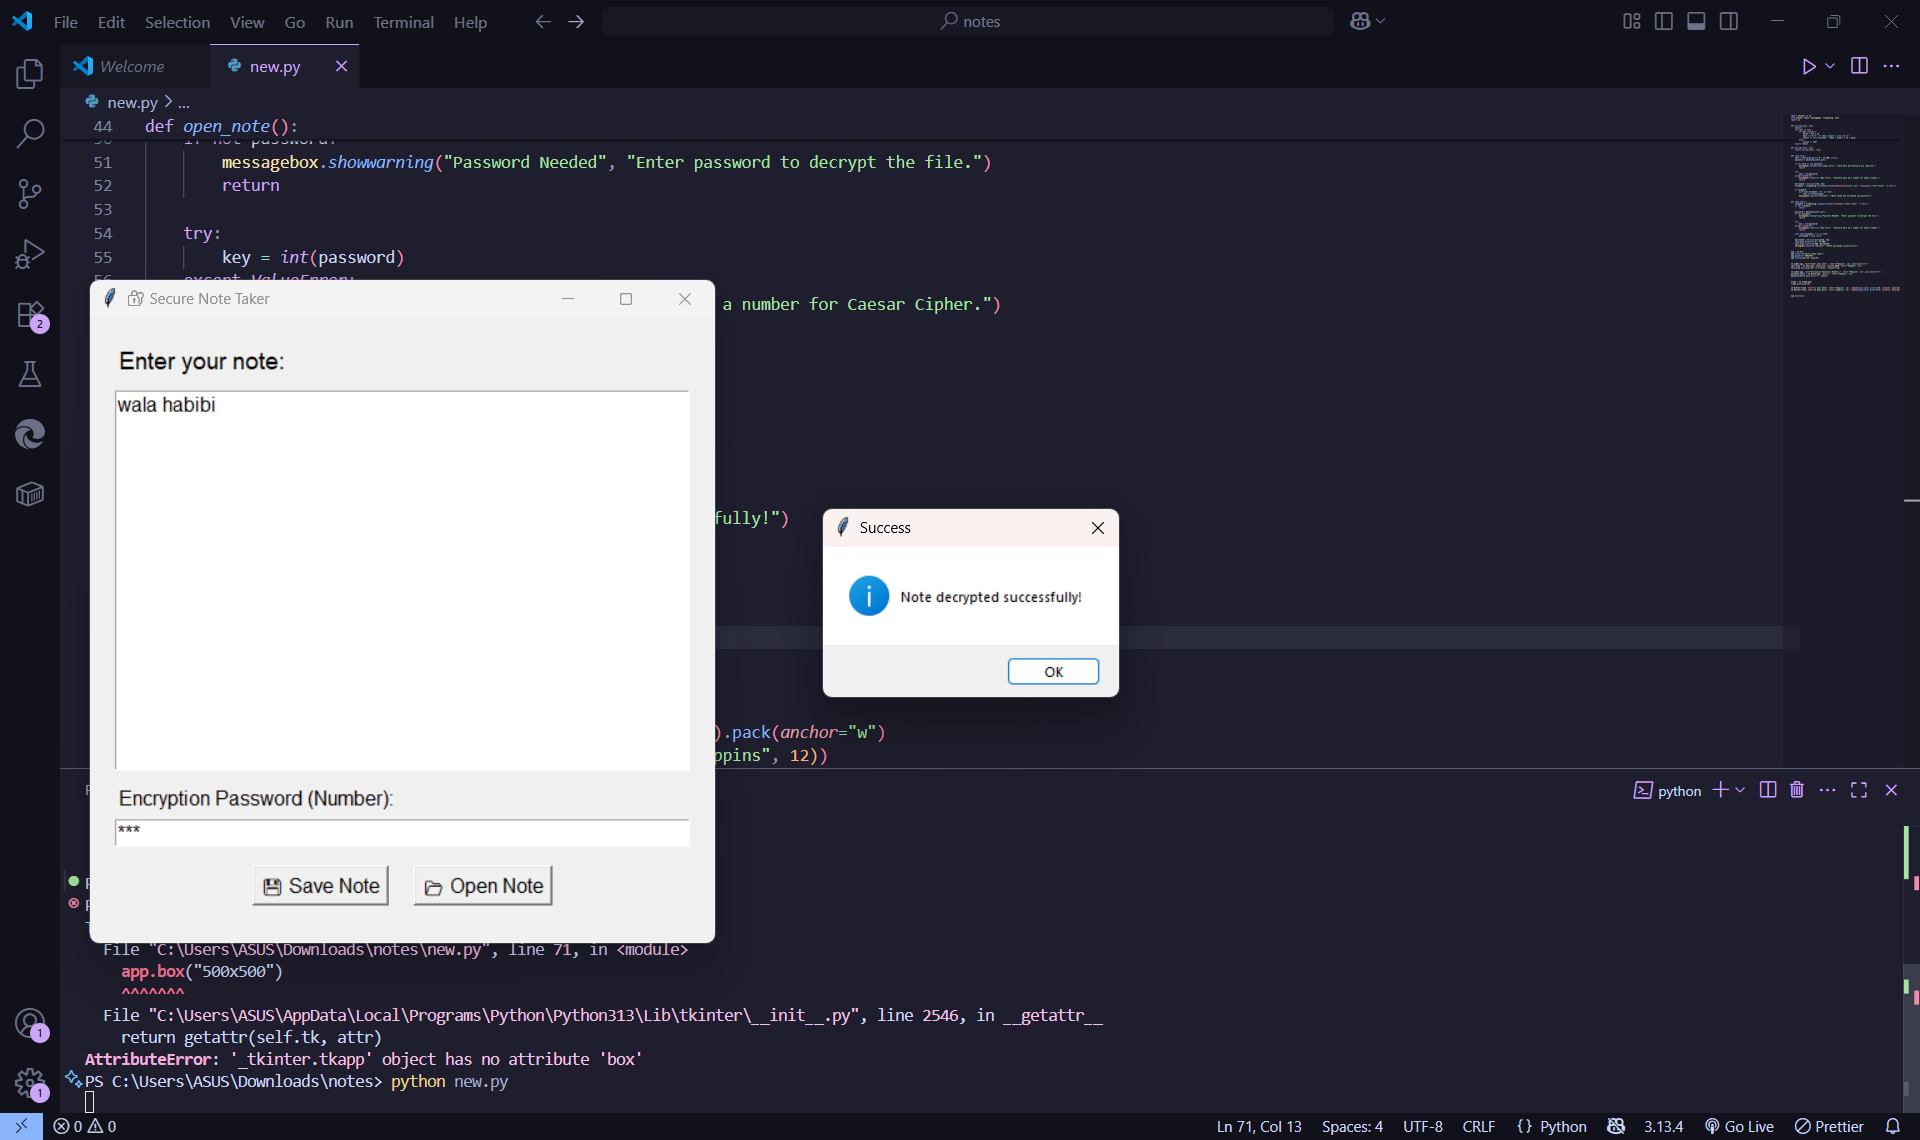 File Edit Selection View Go Run Terminal Help
notes
Welcome
new.py
new.py > ...
44 def open_note():
51 messagebox.showwarning("Password Needed", "Enter password to decrypt the file.")
52 return
53
54 try:
55 key = int(password)
a number for Caesar Cipher.")
Secure Note Taker
Enter your note:
wala habibi
fully!")
Success
Note decrypted successfully!
OK
).pack(anchor="w")
ppins", 12))
Encryption Password (Number):
***
Save Note
Open Note
python
File "C:\Users\ASUS\Downloads\notes\new.py", line 71, in <module>
app.box("500x500")
^^^^^^^
File "C:\Users\ASUS\AppData\Local\Programs\Python\Python313\Lib\tkinter\__init__.py", line 2546, in __getattr__
return getattr(self.tk, attr)
AttributeError: '_tkinter.tkapp' object has no attribute 'box'
PS C:\Users\ASUS\Downloads\notes> python new.py
2
1
1
0 0
Ln 71, Col 13 Spaces: 4 UTF-8 CRLF {} Python 3.13.4 Go Live Prettier